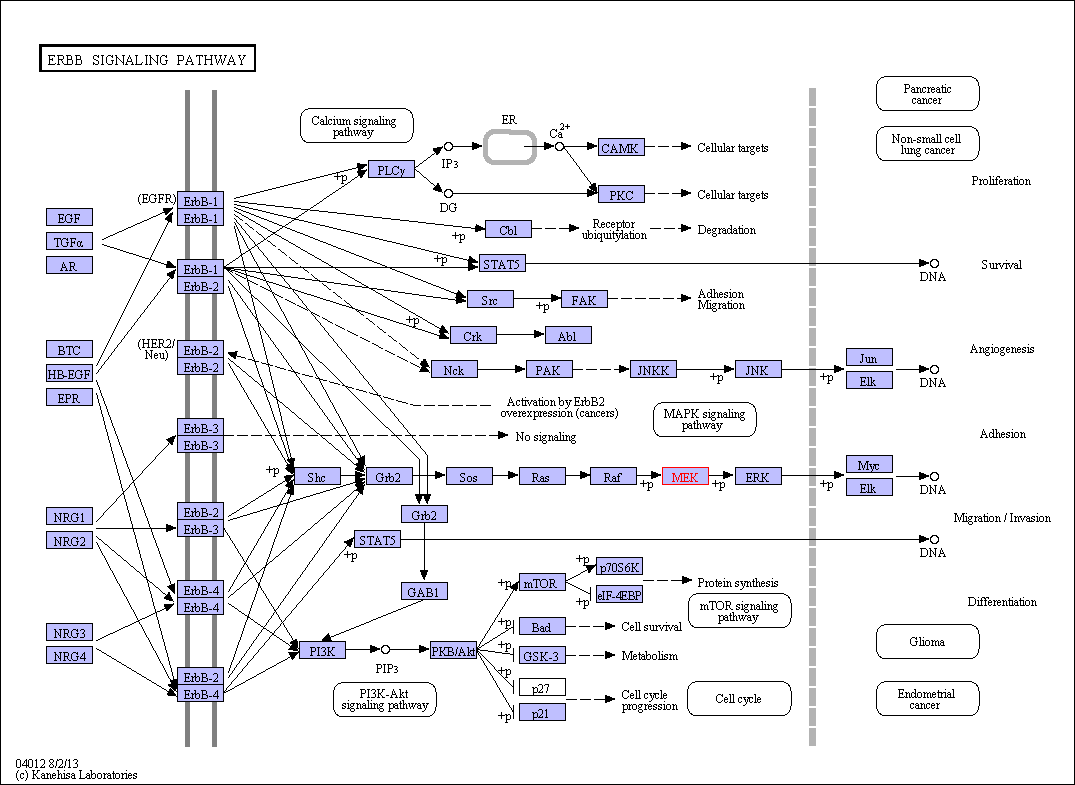 ERBB SIGNALING PATHWAY
Pancreatic
cancer
Calcium signaling
pathway
ER
Ca2+
Non-small cell
lung cancer
CAMK
Cellular targets
IP3
PLCγ
+p
Proliferation
(EGFR)
ErbB-1
ErbB-1
DG
PKC
Cellular targets
EGF
TGFα
AR
Cbl
+p
Receptor
ubiquitylation
Degradation
ErbB-1
ErbB-2
+p
STAT5
DNA
Survival
Src
+p
FAK
Adhesion
Migration
+p
Crk
Abl
BTC
HB-EGF
EPR
(HER2/
Neu)
ErbB-2
ErbB-2
Nck
PAK
JNKK
+p
JNK
+p
Jun
Elk
DNA
Angiogenesis
Activation by ErbB2
overexpression (cancers)
MAPK signaling
pathway
ErbB-3
ErbB-3
No signaling
Adhesion
+p
Shc
Grb2
Sos
Ras
Raf
+p
MEK
+p
ERK
+p
Myc
Elk
DNA
NRG1
NRG2
ErbB-2
ErbB-3
Grb2
Migration / Invasion
STAT5
+p
DNA
ErbB-4
ErbB-4
GAB1
+p
mTOR
+p
p70S6K
+p
eIF-4EBP
Protein synthesis
mTOR signaling
pathway
Differentiation
NRG3
NRG4
+p
Bad
Cell survival
Glioma
PI3K
PIP3
PKB/Akt
+p
GSK-3
Metabolism
ErbB-2
ErbB-4
PI3K-Akt
signaling pathway
+p
p27
+p
p21
Cell cycle
progression
Cell cycle
Endometrial
cancer
04012 8/2/13
(c) Kanehisa Laboratories